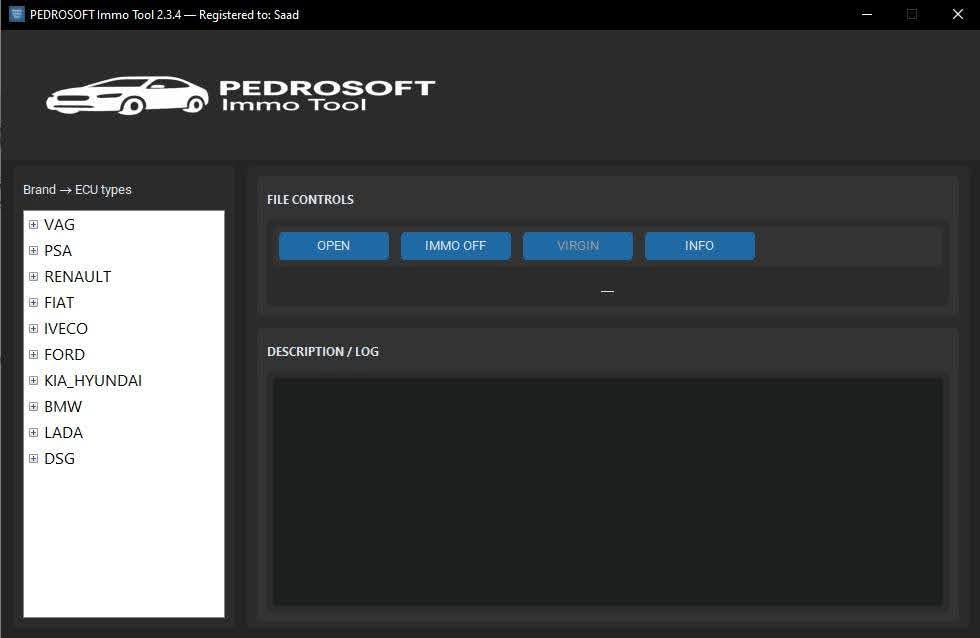 PEDROSOFT Immo Tool 2.3.4 — Registered to: Saad
PEDROSOFT
Immo Tool
Brand → ECU types
VAG
PSA
RENAULT
FIAT
IVECO
FORD
KIA_HYUNDAI
BMW
LADA
DSG
FILE CONTROLS
OPEN IMMO OFF VIRGIN INFO
—
DESCRIPTION / LOG